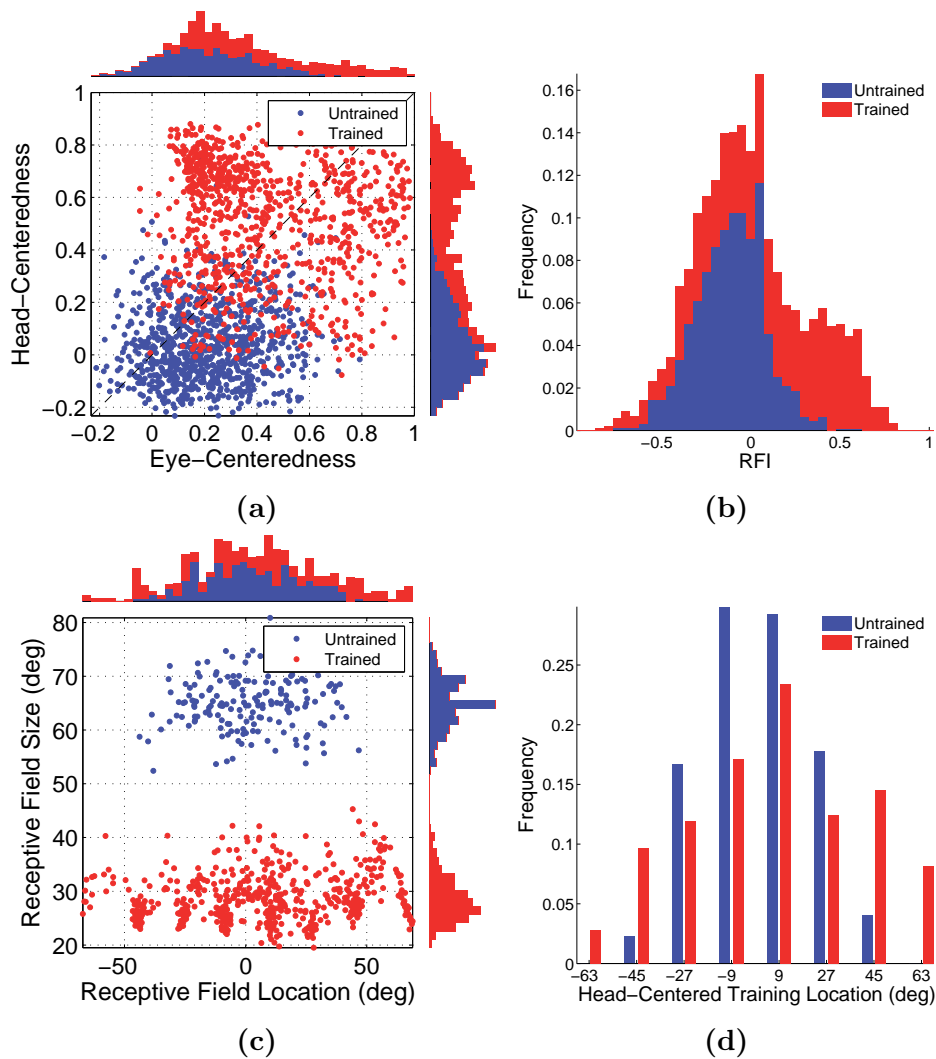 Untrained
Trained
1
0.8
0.6
0.4
0.2
0
−0.2
Head−Centeredness
−0.2 0 0.2 0.4 0.6 0.8 1
Eye−Centeredness
(a)
Untrained
Trained
0.16
0.14
0.12
0.1
0.08
0.06
0.04
0.02
0
Frequency
−0.5 0 0.5 1
RFI
(b)
Untrained
Trained
80
70
60
50
40
30
20
Receptive Field Size (deg)
−50 0 50
Receptive Field Location (deg)
(c)
Untrained
Trained
0.25
0.2
0.15
0.1
0.05
0
Frequency
−63 −45 −27 −9 9 27 45 63
Head−Centered Training Location (deg)
(d)